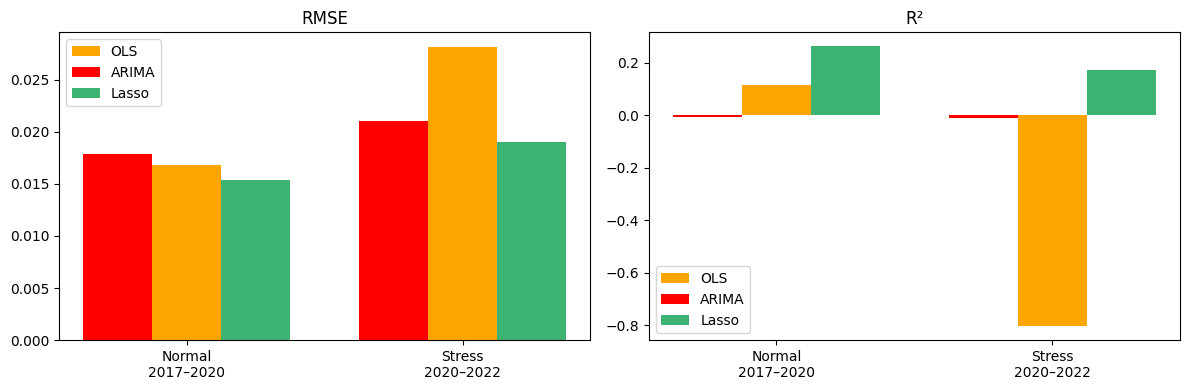 RMSE
OLS
ARIMA
Lasso
0.025
0.020
0.015
0.010
0.005
0.000
Normal
2017–2020
Stress
2020–2022
R²
0.2
0.0
−0.2
−0.4
−0.6
−0.8
OLS
ARIMA
Lasso
Normal
2017–2020
Stress
2020–2022